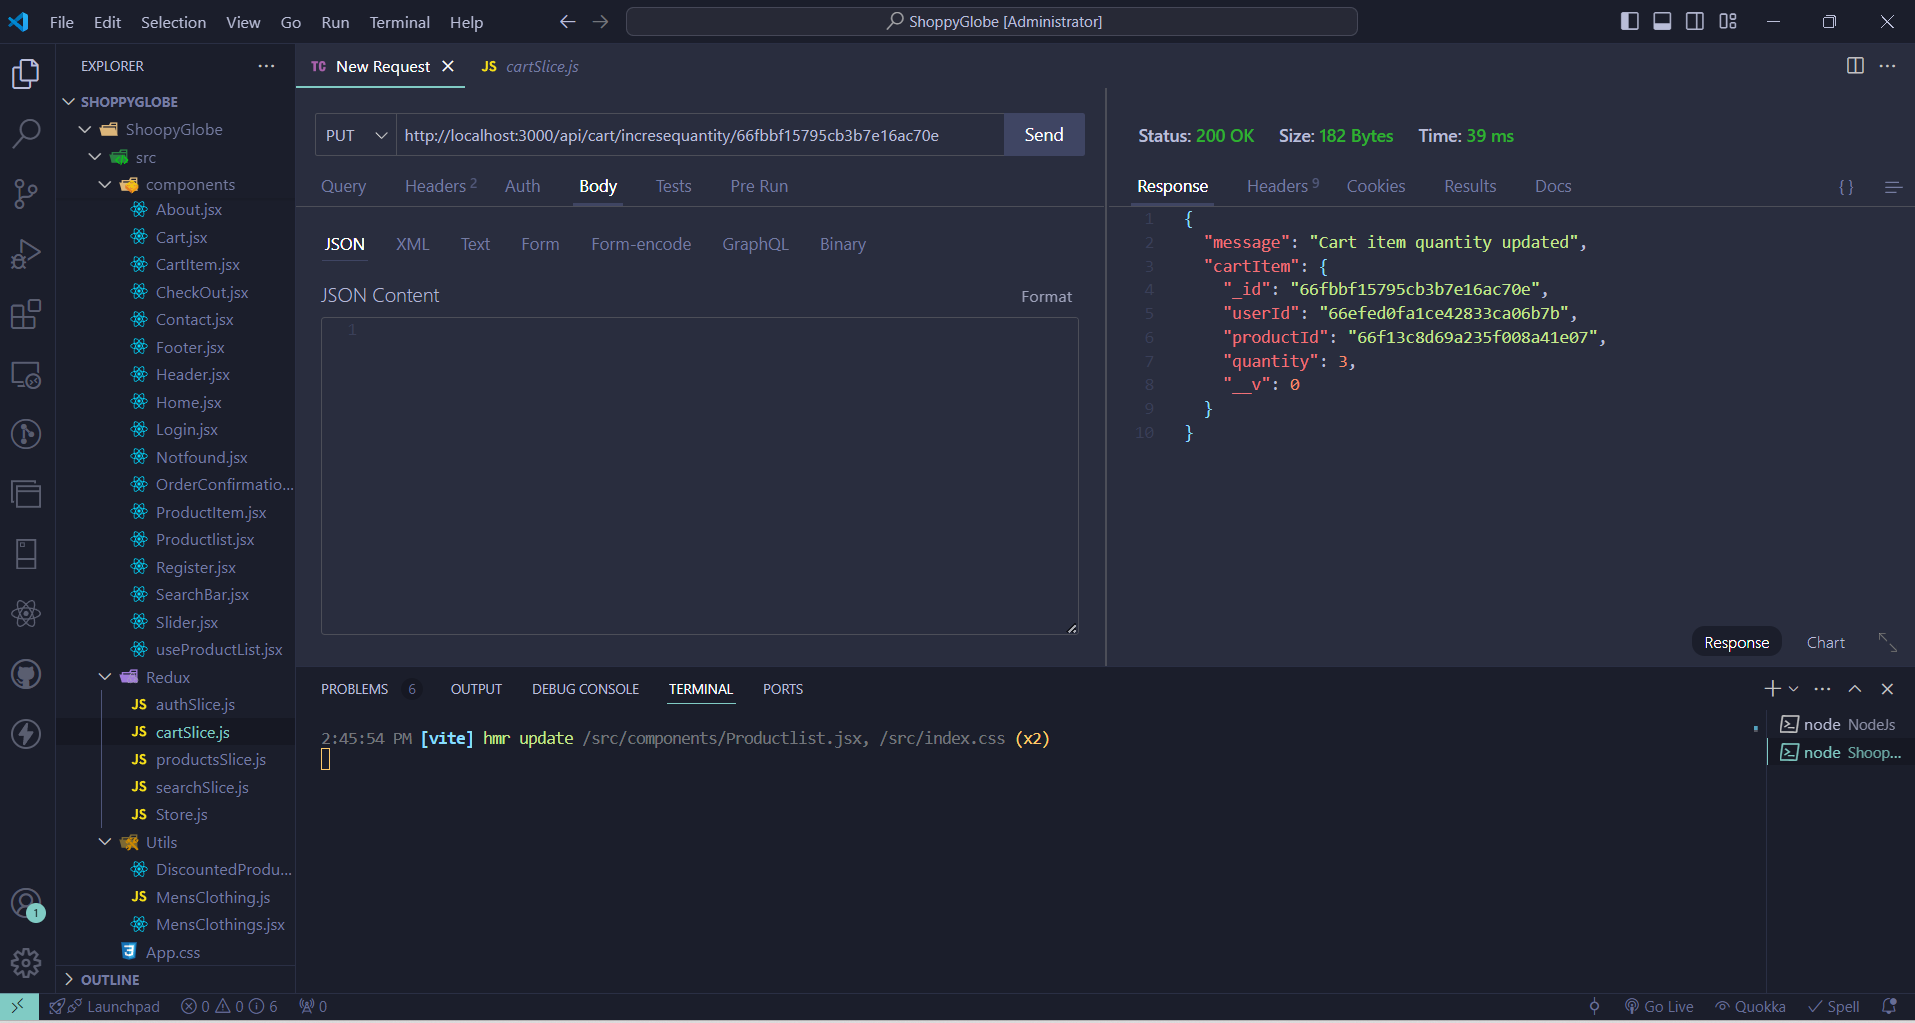 File Edit Selection View Go Run Terminal Help
ShoppyGlobe [Administrator]
EXPLORER
SHOPPYGLOBE
ShoopyGlobe
src
components
About.jsx
Cart.jsx
CartItem.jsx
CheckOut.jsx
Contact.jsx
Footer.jsx
Header.jsx
Home.jsx
Login.jsx
Notfound.jsx
OrderConfirmatio...
ProductItem.jsx
Productlist.jsx
Register.jsx
SearchBar.jsx
Slider.jsx
useProductList.jsx
Redux
JS authSlice.js
JS cartSlice.js
JS productsSlice.js
JS searchSlice.js
JS Store.js
Utils
DiscountedProdu...
JS MensClothing.js
MensClothings.jsx
App.css
OUTLINE
TC New Request
JS cartSlice.js
PUT http://localhost:3000/api/cart/incresequantity/66fbbf15795cb3b7e16ac70e Send
Query Headers 2 Auth Body Tests Pre Run
JSON XML Text Form Form-encode GraphQL Binary
JSON Content Format
1
Status: 200 OK Size: 182 Bytes Time: 39 ms
Response Headers 9 Cookies Results Docs {}
1 {
2 "message": "Cart item quantity updated",
3 "cartItem": {
4 "_id": "66fbbf15795cb3b7e16ac70e",
5 "userId": "66efed0fa1ce42833ca06b7b",
6 "productId": "66f13c8d69a235f008a41e07",
7 "quantity": 3,
8 "__v": 0
9 }
10 }
Response Chart
PROBLEMS 6 OUTPUT DEBUG CONSOLE TERMINAL PORTS
2:45:54 PM [vite] hmr update /src/components/Productlist.jsx, /src/index.css (x2)
node NodeJs
node Shoop...
1
Launchpad 0 0 6 0
Go Live Quokka Spell